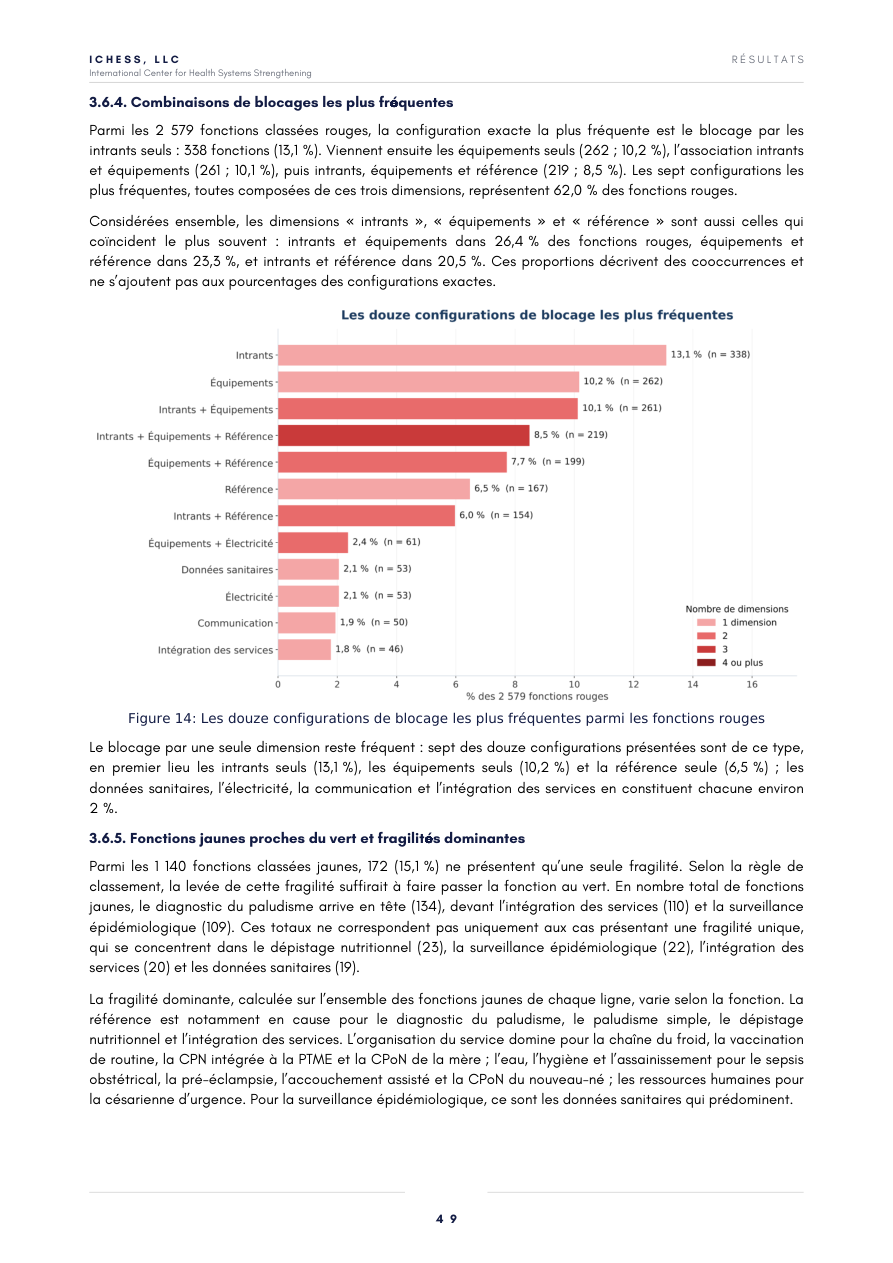 ICHESS, LLC
International Center for Health Systems Strengthening
RÉSULTATS
3.6.4. Combinaisons de blocages les plus fréquentes
Parmi les 2 579 fonctions classées rouges, la configuration exacte la plus fréquente est le blocage par les
intrants seuls : 338 fonctions (13,1 %). Viennent ensuite les équipements seuls (262 ; 10,2 %), l’association intrants
et équipements (261 ; 10,1 %), puis intrants, équipements et référence (219 ; 8,5 %). Les sept configurations les
plus fréquentes, toutes composées de ces trois dimensions, représentent 62,0 % des fonctions rouges.
Considérées ensemble, les dimensions « intrants », « équipements » et « référence » sont aussi celles qui
coïncident le plus souvent : intrants et équipements dans 26,4 % des fonctions rouges, équipements et
référence dans 23,3 %, et intrants et référence dans 20,5 %. Ces proportions décrivent des cooccurrences et
ne s’ajoutent pas aux pourcentages des configurations exactes.
Les douze configurations de blocage les plus fréquentes
Intrants 13,1 % (n = 338)
Équipements 10,2 % (n = 262)
Intrants + Équipements 10,1 % (n = 261)
Intrants + Équipements + Référence 8,5 % (n = 219)
Équipements + Référence 7,7 % (n = 199)
Référence 6,5 % (n = 167)
Intrants + Référence 6,0 % (n = 154)
Équipements + Électricité 2,4 % (n = 61)
Données sanitaires 2,1 % (n = 53)
Électricité 2,1 % (n = 53)
Communication 1,9 % (n = 50)
Intégration des services 1,8 % (n = 46)
Nombre de dimensions
1 dimension
2
3
4 ou plus
0 2 4 6 8 10 12 14 16
% des 2 579 fonctions rouges
Figure 14: Les douze configurations de blocage les plus fréquentes parmi les fonctions rouges
Le blocage par une seule dimension reste fréquent : sept des douze configurations présentées sont de ce type,
en premier lieu les intrants seuls (13,1 %), les équipements seuls (10,2 %) et la référence seule (6,5 %) ; les
données sanitaires, l’électricité, la communication et l’intégration des services en constituent chacune environ
2 %.
3.6.5. Fonctions jaunes proches du vert et fragilités dominantes
Parmi les 1 140 fonctions classées jaunes, 172 (15,1 %) ne présentent qu’une seule fragilité. Selon la règle de
classement, la levée de cette fragilité suffirait à faire passer la fonction au vert. En nombre total de fonctions
jaunes, le diagnostic du paludisme arrive en tête (134), devant l’intégration des services (110) et la surveillance
épidémiologique (109). Ces totaux ne correspondent pas uniquement aux cas présentant une fragilité unique,
qui se concentrent dans le dépistage nutritionnel (23), la surveillance épidémiologique (22), l’intégration des
services (20) et les données sanitaires (19).
La fragilité dominante, calculée sur l’ensemble des fonctions jaunes de chaque ligne, varie selon la fonction. La
référence est notamment en cause pour le diagnostic du paludisme, le paludisme simple, le dépistage
nutritionnel et l’intégration des services. L’organisation du service domine pour la chaîne du froid, la vaccination
de routine, la CPN intégrée à la PTME et la CPoN de la mère ; l’eau, l’hygiène et l’assainissement pour le sepsis
obstétrical, la pré-éclampsie, l’accouchement assisté et la CPoN du nouveau-né ; les ressources humaines pour
la césarienne d’urgence. Pour la surveillance épidémiologique, ce sont les données sanitaires qui prédominent.
49